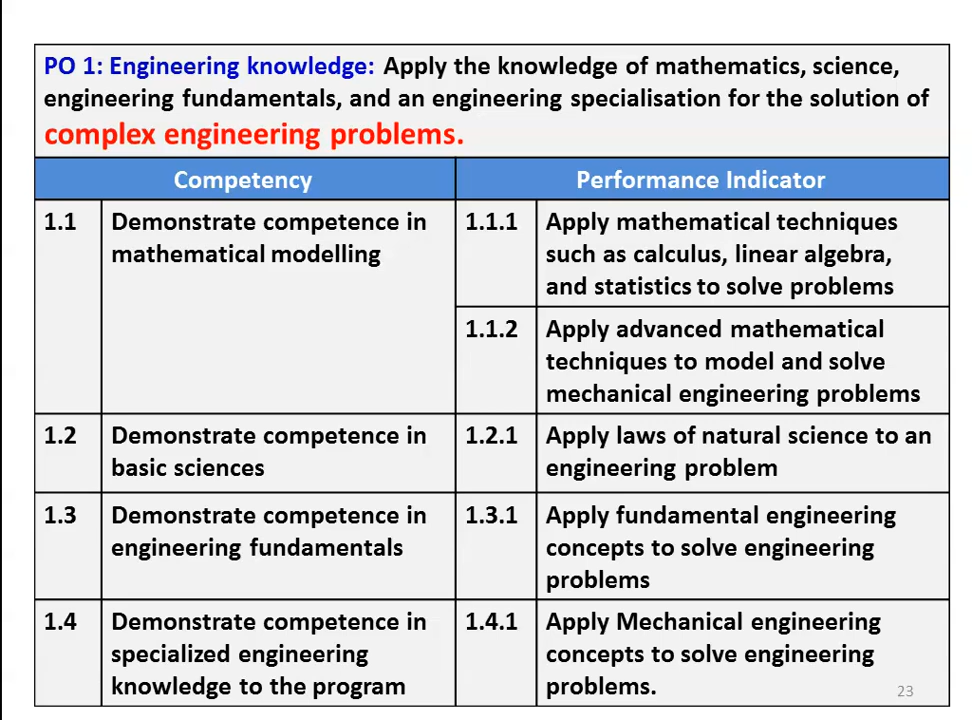 PO 1: Engineering knowledge: Apply the knowledge of mathematics, science,
engineering fundamentals, and an engineering specialisation for the solution of
complex engineering problems.
Competency
Performance Indicator
1.1
Demonstrate competence in
mathematical modelling
1.1.1
Apply mathematical techniques
such as calculus, linear algebra,
and statistics to solve problems
1.1.2
Apply advanced mathematical
techniques to model and solve
mechanical engineering problems
1.2
Demonstrate competence in
basic sciences
1.2.1
Apply laws of natural science to an
engineering problem
1.3
Demonstrate competence in
engineering fundamentals
1.3.1
Apply fundamental engineering
concepts to solve engineering
problems
1.4
Demonstrate competence in
specialized engineering
knowledge to the program
1.4.1
Apply Mechanical engineering
concepts to solve engineering
problems.
23